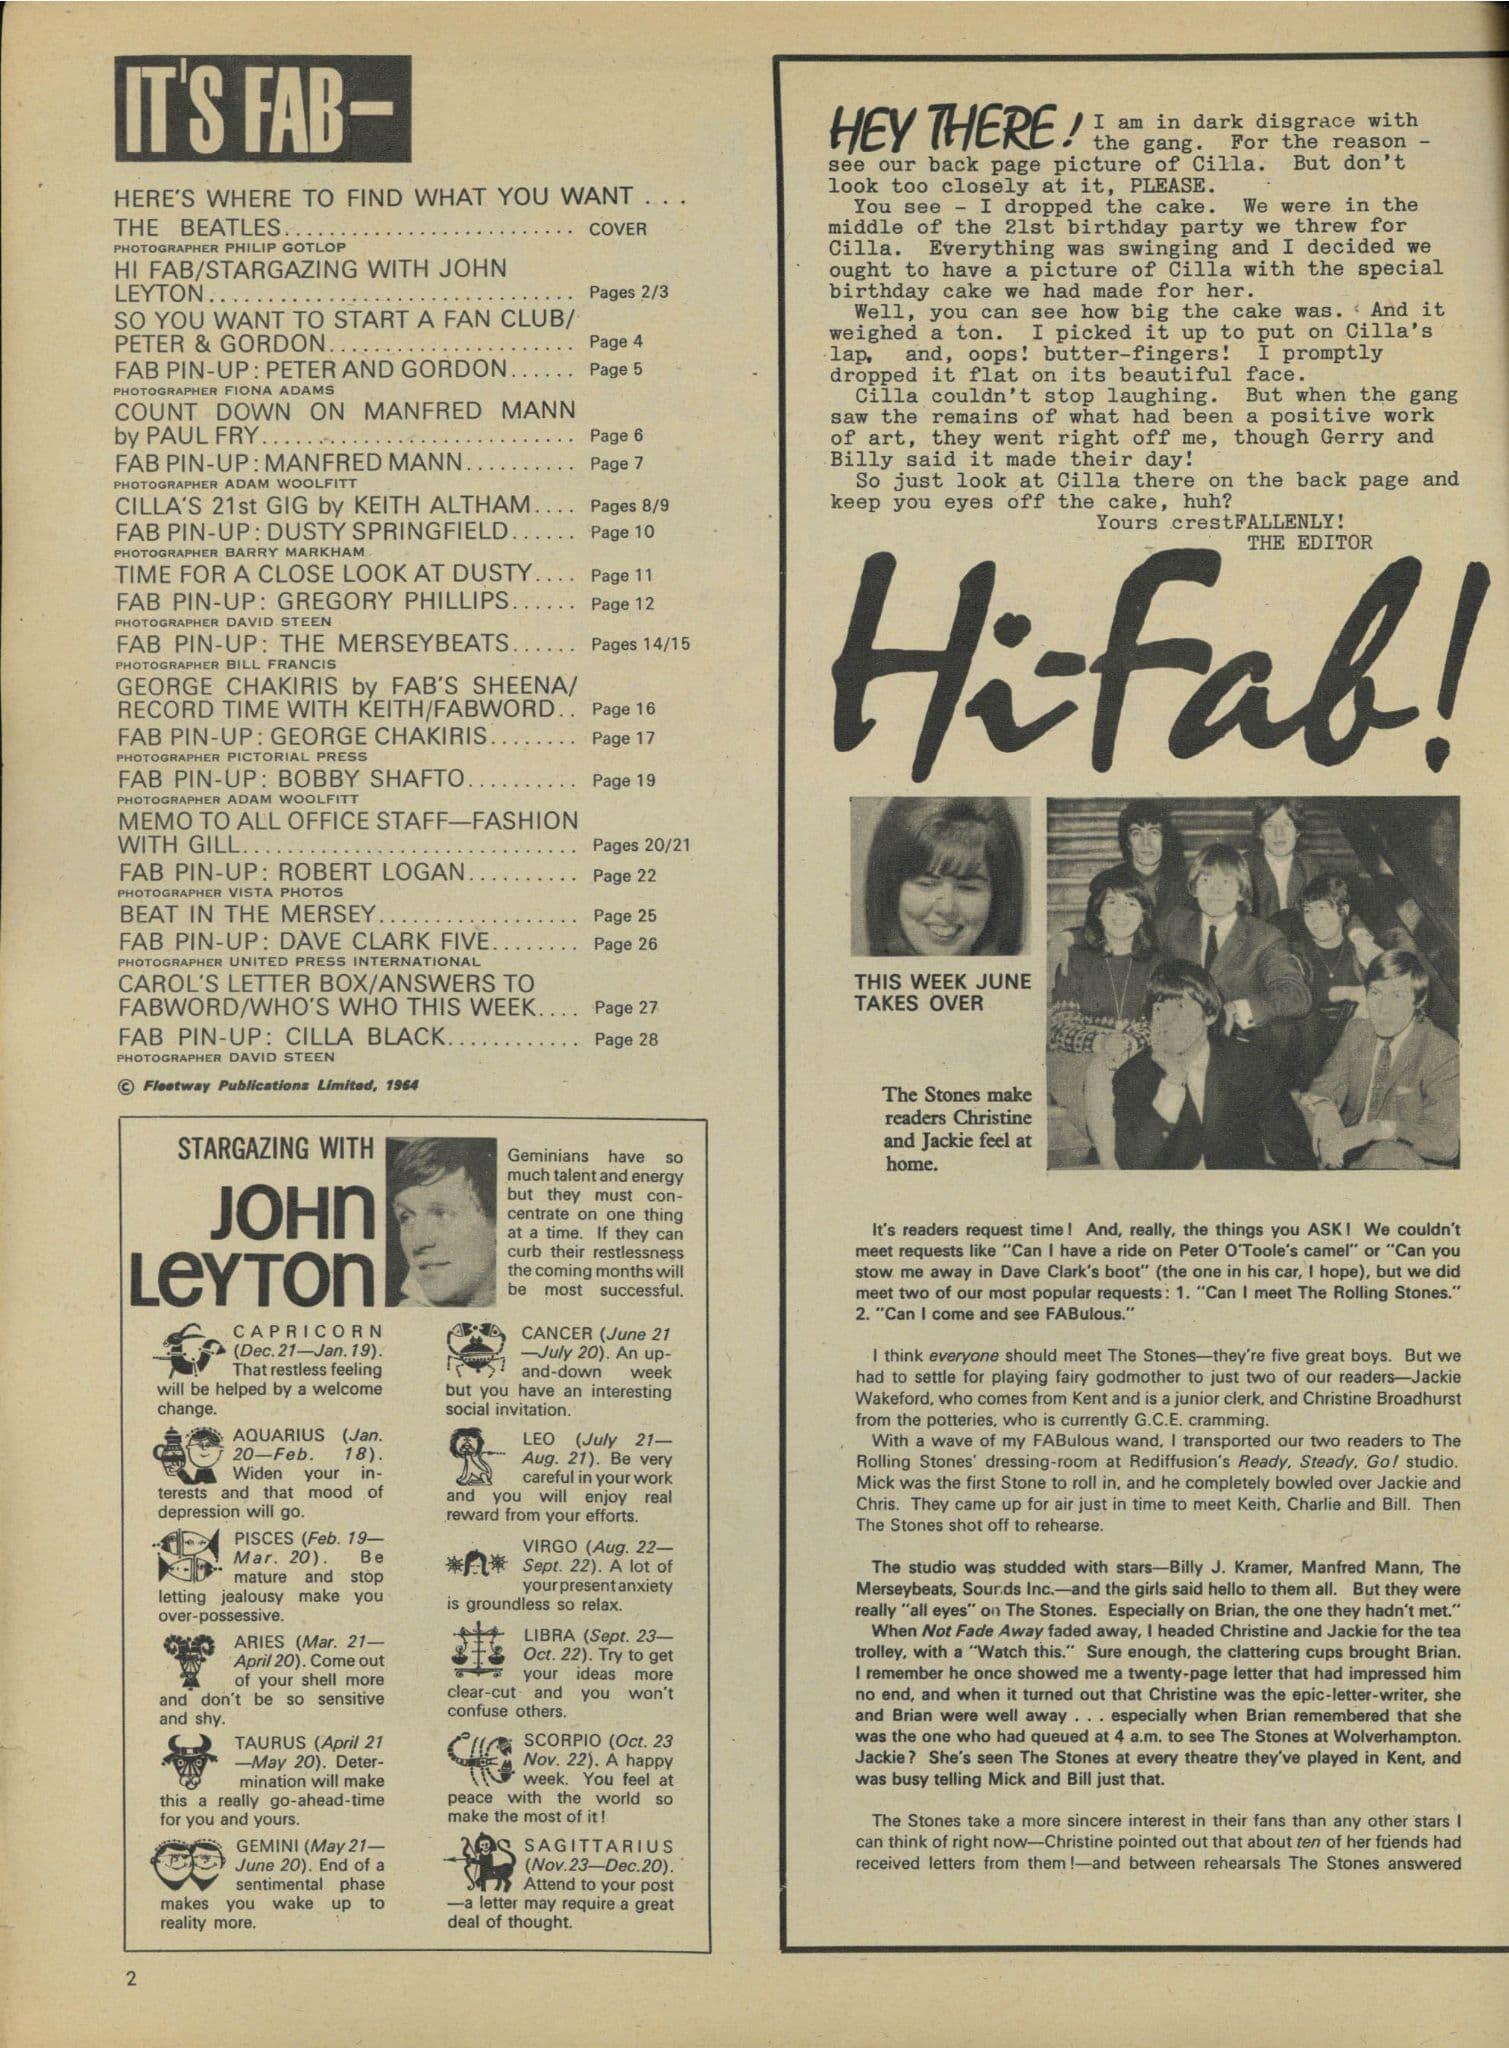 IT'S FAB—
HERE'S WHERE TO FIND WHAT YOU WANT . . .
THE BEATLES.......................... COVER
PHOTOGRAPHER PHILIP GOTLOP
HI FAB/STARGAZING WITH JOHN
LEYTON............................... Pages 2/3
SO YOU WANT TO START A FAN CLUB/
PETER & GORDON..................... Page 4
FAB PIN-UP: PETER AND GORDON...... Page 5
PHOTOGRAPHER FIONA ADAMS
COUNT DOWN ON MANFRED MANN
by PAUL FRY........................... Page 6
FAB PIN-UP: MANFRED MANN.......... Page 7
PHOTOGRAPHER ADAM WOOLFITT
CILLA'S 21st GIG by KEITH ALTHAM.... Pages 8/9
FAB PIN-UP: DUSTY SPRINGFIELD...... Page 10
PHOTOGRAPHER BARRY MARKHAM
TIME FOR A CLOSE LOOK AT DUSTY.... Page 11
FAB PIN-UP: GREGORY PHILLIPS...... Page 12
PHOTOGRAPHER DAVID STEEN
FAB PIN-UP: THE MERSEYBEATS...... Pages 14/15
PHOTOGRAPHER BILL FRANCIS
GEORGE CHAKIRIS by FAB'S SHEENA/
RECORD TIME WITH KEITH/FABWORD.. Page 16
FAB PIN-UP: GEORGE CHAKIRIS........ Page 17
PHOTOGRAPHER PICTORIAL PRESS
FAB PIN-UP: BOBBY SHAFTO.......... Page 19
PHOTOGRAPHER ADAM WOOLFITT
MEMO TO ALL OFFICE STAFF—FASHION
WITH GILL............................. Pages 20/21
FAB PIN-UP: ROBERT LOGAN.......... Page 22
PHOTOGRAPHER VISTA PHOTOS
BEAT IN THE MERSEY.................. Page 25
FAB PIN-UP: DAVE CLARK FIVE........ Page 26
PHOTOGRAPHER UNITED PRESS INTERNATIONAL
CAROL'S LETTER BOX/ANSWERS TO
FABWORD/WHO'S WHO THIS WEEK.... Page 27
FAB PIN-UP: CILLA BLACK............ Page 28
PHOTOGRAPHER DAVID STEEN
© Fleetway Publications Limited, 1964
STARGAZING WITH
JOHN
LEYTON
Geminians have so
much talent and energy
but they must con-
centrate on one thing
at a time. If they can
curb their restlessness
the coming months will
be most successful.
CAPRICORN
(Dec.21—Jan.19).
That restless feeling
will be helped by a welcome
change.
AQUARIUS (Jan.
20—Feb. 18).
Widen your in-
terests and that mood of
depression will go.
PISCES (Feb. 19—
Mar. 20). Be
mature and stop
letting jealousy make you
over-possessive.
ARIES (Mar. 21—
April 20). Come out
of your shell more
and don't be so sensitive
and shy.
TAURUS (April 21
—May 20). Deter-
mination will make
this a really go-ahead-time
for you and yours.
GEMINI (May 21—
June 20). End of a
sentimental phase
makes you wake up to
reality more.
CANCER (June 21
—July 20). An up-
and-down week
but you have an interesting
social invitation.
LEO (July 21—
Aug. 21). Be very
careful in your work
and you will enjoy real
reward from your efforts.
VIRGO (Aug. 22—
Sept. 22). A lot of
your present anxiety
is groundless so relax.
LIBRA (Sept. 23—
Oct. 22). Try to get
your ideas more
clear-cut and you won't
confuse others.
SCORPIO (Oct. 23
Nov. 22). A happy
week. You feel at
peace with the world so
make the most of it!
SAGITTARIUS
(Nov.23—Dec.20).
Attend to your post
—a letter may require a great
deal of thought.
2
HEY THERE! I am in dark disgrace with
the gang. For the reason -
see our back page picture of Cilla. But don't
look too closely at it, PLEASE.
You see - I dropped the cake. We were in the
middle of the 21st birthday party we threw for
Cilla. Everything was swinging and I decided we
ought to have a picture of Cilla with the special
birthday cake we had made for her.
Well, you can see how big the cake was. And it
weighed a ton. I picked it up to put on Cilla's
lap, and, oops! butter-fingers! I promptly
dropped it flat on its beautiful face.
Cilla couldn't stop laughing. But when the gang
saw the remains of what had been a positive work
of art, they went right off me, though Gerry and
Billy said it made their day!
So just look at Cilla there on the back page and
keep you eyes off the cake, huh?
Yours crestFALLENLY!
THE EDITOR
Hi-Fab!
THIS WEEK JUNE
TAKES OVER
The Stones make
readers Christine
and Jackie feel at
home.
It's readers request time! And, really, the things you ASK! We couldn't
meet requests like "Can I have a ride on Peter O'Toole's camel" or "Can you
stow me away in Dave Clark's boot" (the one in his car, I hope), but we did
meet two of our most popular requests: 1. "Can I meet The Rolling Stones."
2. "Can I come and see FABulous."
I think everyone should meet The Stones—they're five great boys. But we
had to settle for playing fairy godmother to just two of our readers—Jackie
Wakeford, who comes from Kent and is a junior clerk, and Christine Broadhurst
from the potteries, who is currently G.C.E. cramming.
With a wave of my FABulous wand, I transported our two readers to The
Rolling Stones' dressing-room at Rediffusion's Ready, Steady, Go! studio.
Mick was the first Stone to roll in, and he completely bowled over Jackie and
Chris. They came up for air just in time to meet Keith, Charlie and Bill. Then
The Stones shot off to rehearse.
The studio was studded with stars—Billy J. Kramer, Manfred Mann, The
Merseybeats, Sounds Inc.—and the girls said hello to them all. But they were
really "all eyes" on The Stones. Especially on Brian, the one they hadn't met."
When Not Fade Away faded away, I headed Christine and Jackie for the tea
trolley, with a "Watch this." Sure enough, the clattering cups brought Brian.
I remember he once showed me a twenty-page letter that had impressed him
no end, and when it turned out that Christine was the epic-letter-writer, she
and Brian were well away . . . especially when Brian remembered that she
was the one who had queued at 4 a.m. to see The Stones at Wolverhampton.
Jackie? She's seen The Stones at every theatre they've played in Kent, and
was busy telling Mick and Bill just that.
The Stones take a more sincere interest in their fans than any other stars I
can think of right now—Christine pointed out that about ten of her friends had
received letters from them!—and between rehearsals The Stones answered